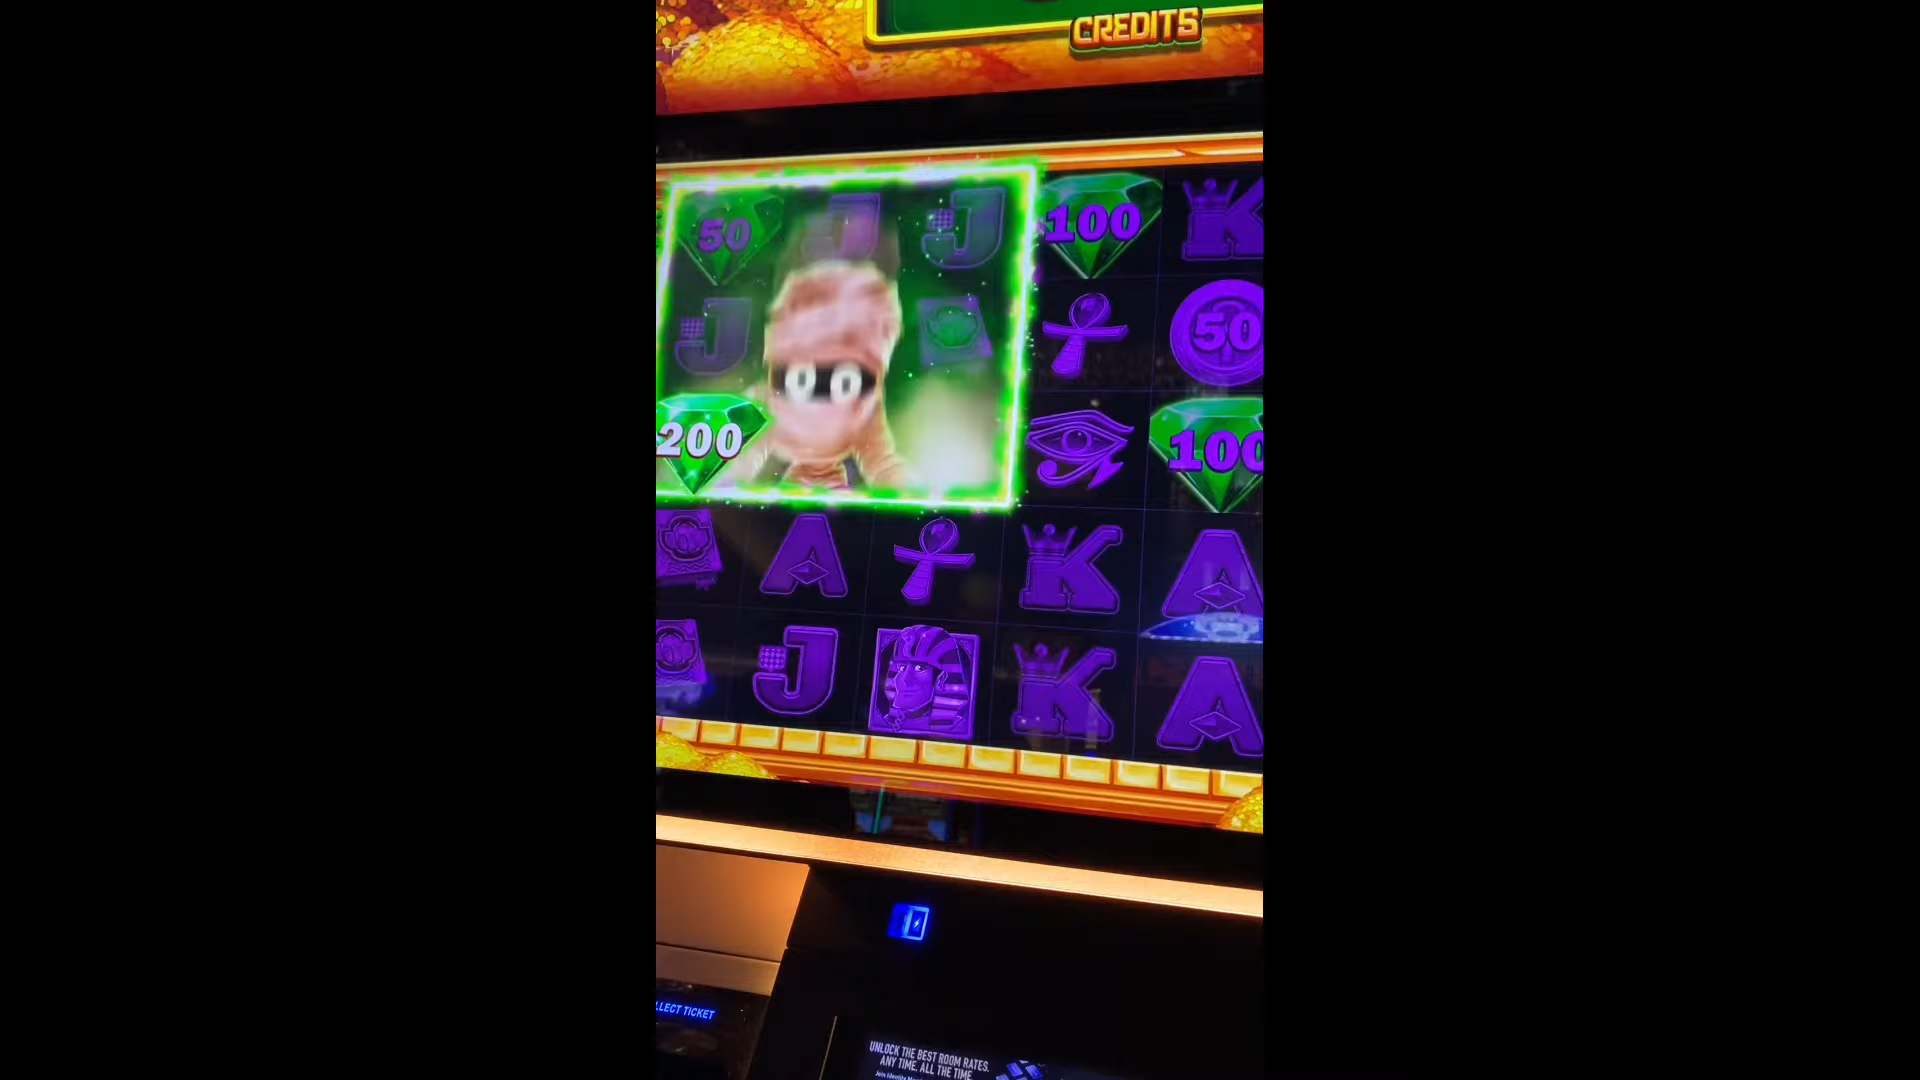 CREDITS
50 J J 100 K
J 50
200 100
A K A
J K A
LLECT TICKET
UNLOCK THE BEST ROOM RATES.
ANY TIME. ALL THE TIME.